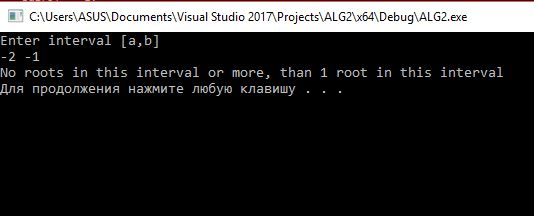 C:\Users\ASUS\Documents\Visual Studio 2017\Projects\ALG2\x64\Debug\ALG2.exe
Enter interval [a,b]
-2 -1
No roots in this interval or more, than 1 root in this interval
Для продолжения нажмите любую клавишу . . .